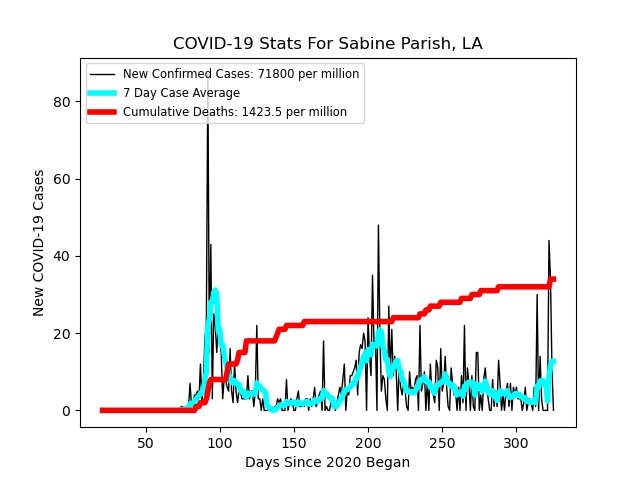 COVID-19 Stats For Sabine Parish, LA
New Confirmed Cases: 71800 per million
7 Day Case Average
Cumulative Deaths: 1423.5 per million
New COVID-19 Cases
80
60
40
20
0
50 100 150 200 250 300
Days Since 2020 Began